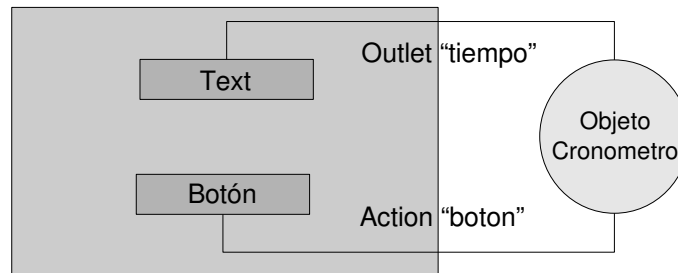 Outlet “tiempo”
Text
Objeto
Cronometro
Botón
Action “boton”